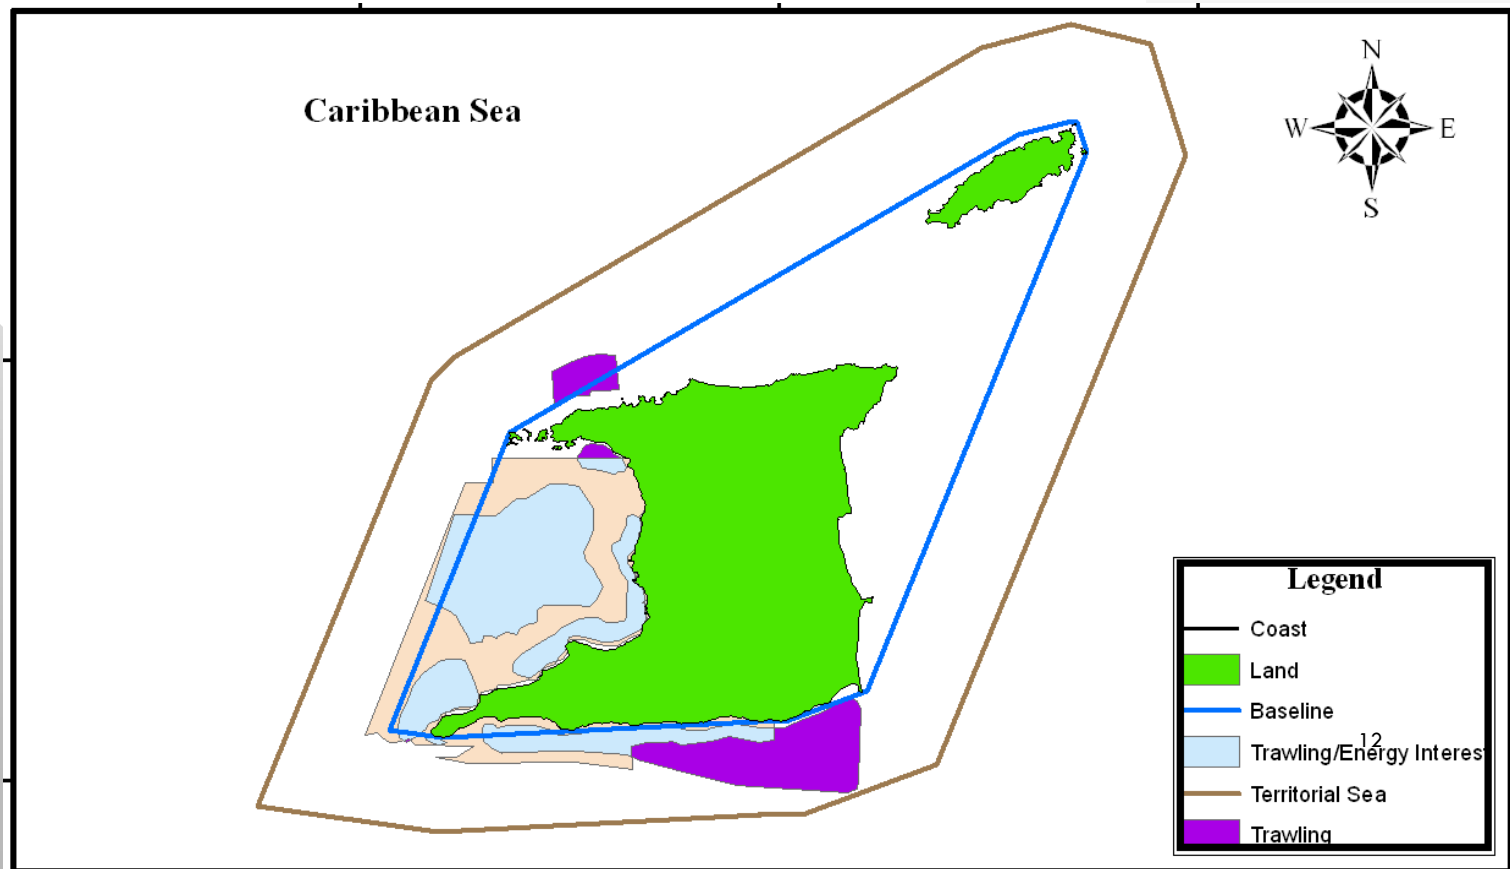 Caribbean Sea
N
W E
S
Legend
Coast
Land
Baseline
12
Trawling/Energy Interest
Territorial Sea
Trawling